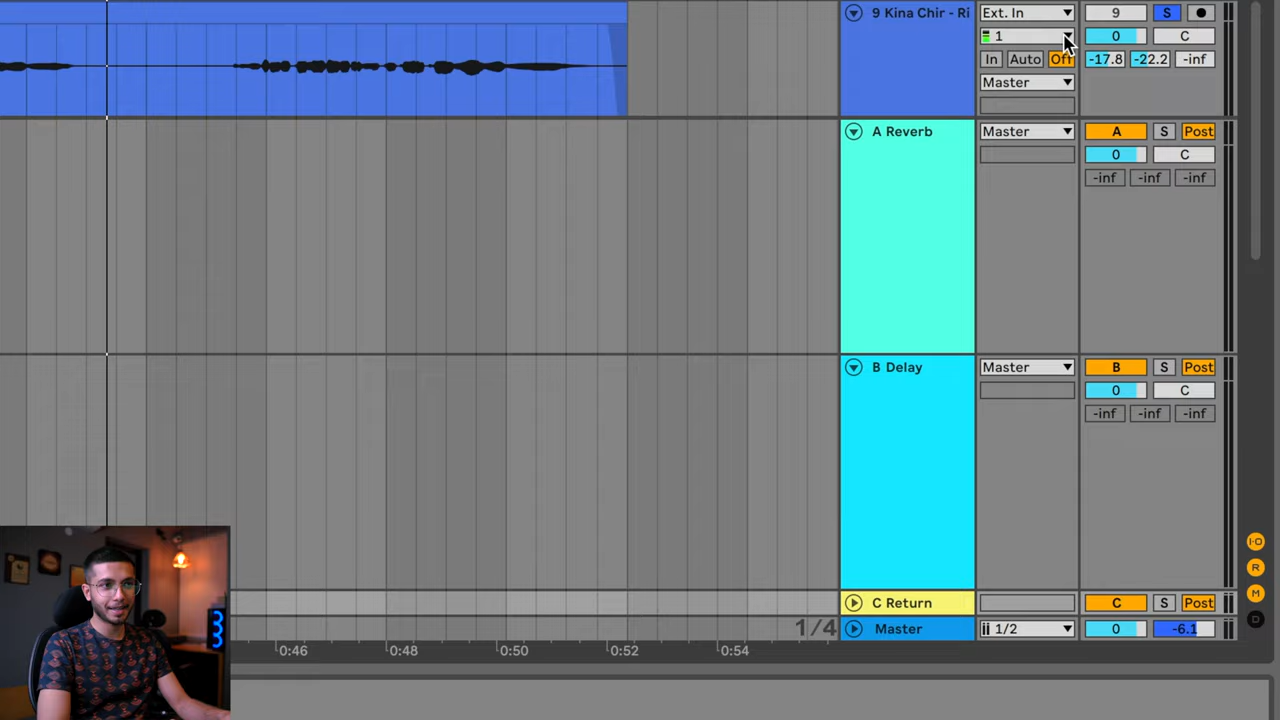 9 Kina Chir - Ri
Ext. In
9
S
1
0
C
In
Auto
Off
-17.8
-22.2
-inf
Master
A Reverb
Master
A
S
Post
0
C
-inf
-inf
-inf
B Delay
Master
B
S
Post
0
C
-inf
-inf
-inf
I·O
R
M
D
C Return
C
S
Post
1/4
Master
1/2
0
-6.1
0:46
0:48
0:50
0:52
0:54